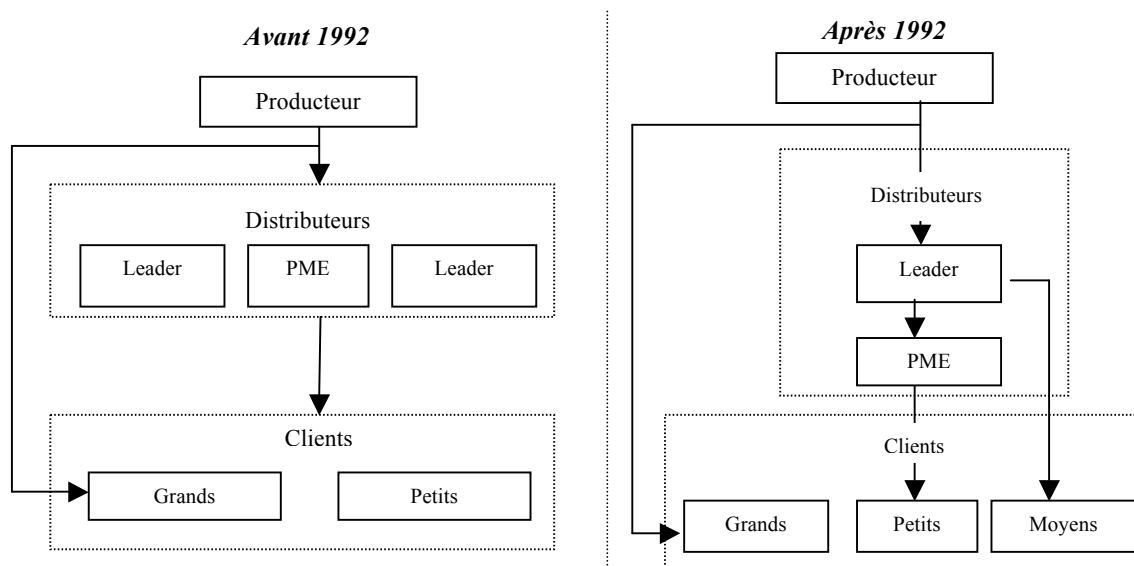 Avant 1992
Producteur
Distributeurs
Leader
PME
Leader
Clients
Grands
Petits
Après 1992
Producteur
Distributeurs
Leader
PME
Clients
Grands
Petits
Moyens